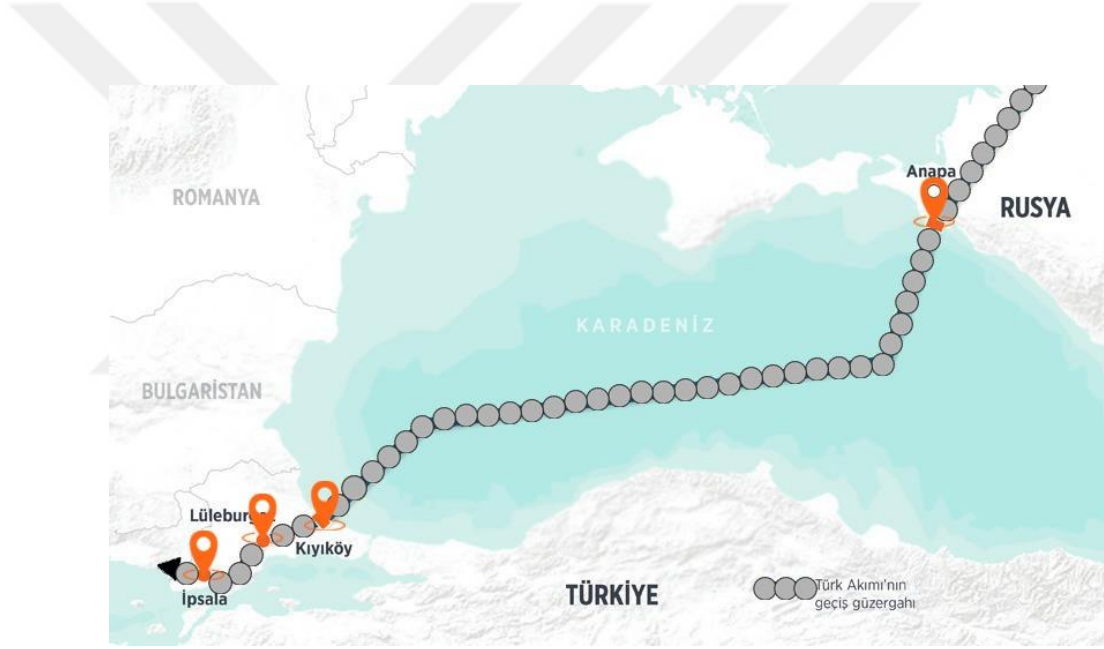 Anapa
ROMANYA
RUSYA
KARADENİZ
BULGARİSTAN
Kıyıköy
İpsala
TÜRKİYE
Türk Akımı'nın
geçiş güzergahı